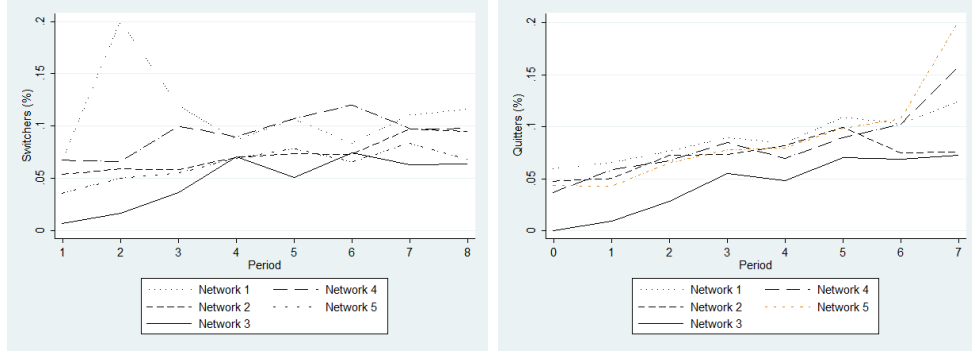 Switchers (%)
.2
.15
.1
.05
0
1 2 3 4 5 6 7 8
Period
Network 1 Network 4
Network 2 Network 5
Network 3
Quitters (%)
.2
.15
.1
.05
0
0 1 2 3 4 5 6 7
Period
Network 1 Network 4
Network 2 Network 5
Network 3